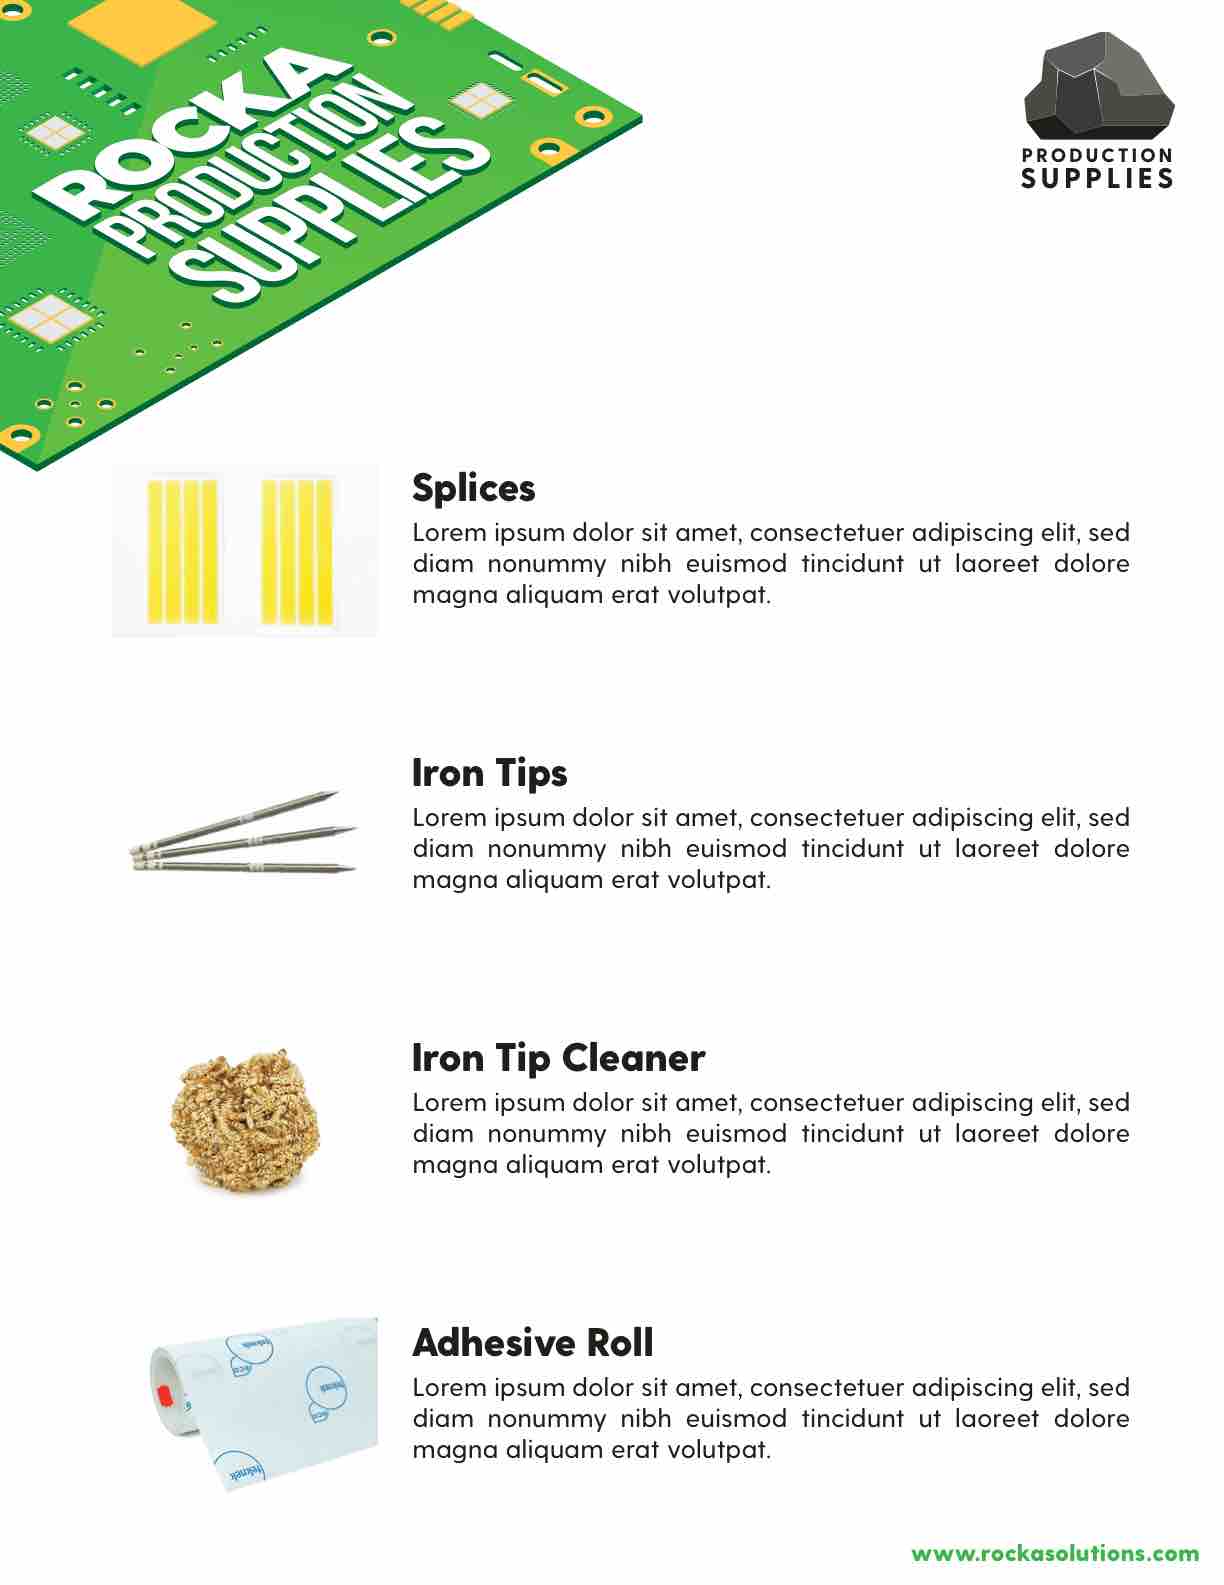 ROCKA
PRODUCTION
SUPPLIES
PRODUCTION
SUPPLIES
Splices
Lorem ipsum dolor sit amet, consectetuer adipiscing elit, sed
diam nonummy nibh euismod tincidunt ut laoreet dolore
magna aliquam erat volutpat.
Iron Tips
Lorem ipsum dolor sit amet, consectetuer adipiscing elit, sed
diam nonummy nibh euismod tincidunt ut laoreet dolore
magna aliquam erat volutpat.
Iron Tip Cleaner
Lorem ipsum dolor sit amet, consectetuer adipiscing elit, sed
diam nonummy nibh euismod tincidunt ut laoreet dolore
magna aliquam erat volutpat.
Adhesive Roll
Lorem ipsum dolor sit amet, consectetuer adipiscing elit, sed
diam nonummy nibh euismod tincidunt ut laoreet dolore
magna aliquam erat volutpat.
teknek
teknek
teknek
www.rockasolutions.com